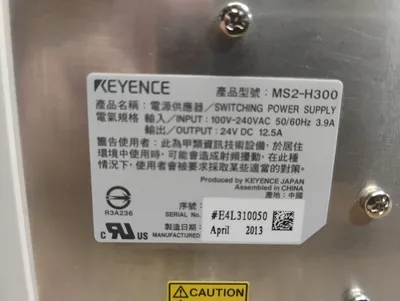 KEYENCE 產品型號：MS2-H300
產品名稱：電源供應器／SWITCHING POWER SUPPLY
電氣規格：輸入／INPUT：100V-240VAC 50/60Hz 3.9A
輸出／OUTPUT：24V DC 12.5A
警告使用者：此為甲類資訊技術設備，於居住
環境中使用時，可能會造成射頻擾動，在此種
情況下，使用者會被要求採取某些適當的對策。
Produced by KEYENCE JAPAN
Assembled in CHINA
產地：中國
R3A236
序號：
SERIAL No. #E4L310050
製造日期：
MANUFACTURED April 2013
c RU US
CAUTION